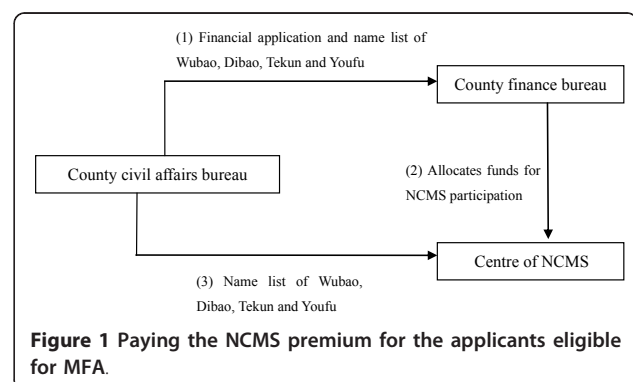 (1) Financial application and name list of
Wubao, Dibao, Tekun and Youfu
County finance bureau
County civil affairs bureau
(2) Allocates funds for
NCMS participation
Centre of NCMS
(3) Name list of Wubao,
Dibao, Tekun and Youfu
Figure 1 Paying the NCMS premium for the applicants eligible
for MFA.